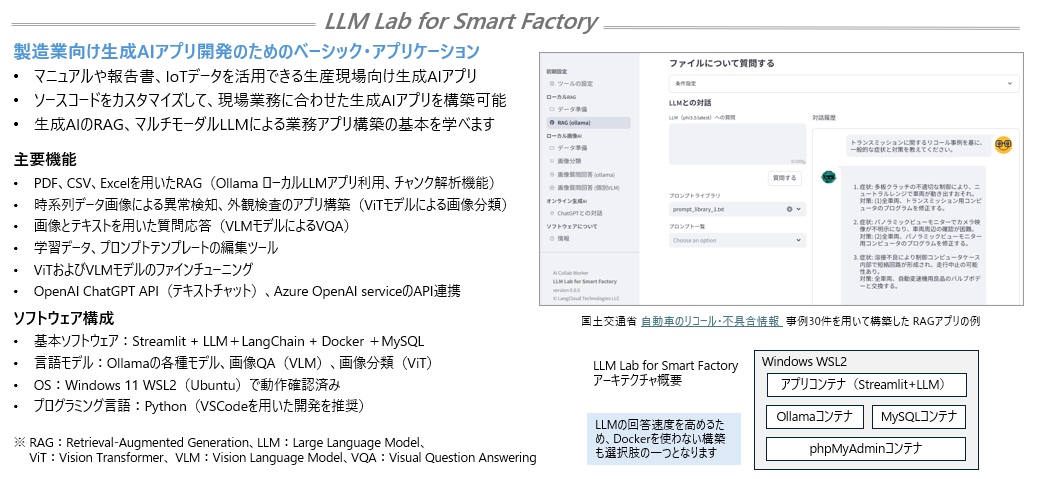 LLM Lab for Smart Factory
製造業向け生成AIアプリ開発のためのベーシック・アプリケーション
• マニュアルや報告書、IoTデータを活用できる生産現場向け生成AIアプリ
• ソースコードをカスタマイズして、現場業務に合わせた生成AIアプリを構築可能
• 生成AIのRAG、マルチモーダルLLMによる業務アプリ構築の基本を学べます
主要機能
• PDF、CSV、Excelを用いたRAG（Ollama ローカルLLMアプリ利用、チャンク解析機能）
• 時系列データ画像による異常検知、外観検査のアプリ構築（ViTモデルによる画像分類）
• 画像とテキストを用いた質問応答（VLMモデルによるVQA）
• 学習データ、プロンプトテンプレートの編集ツール
• ViTおよびVLMモデルのファインチューニング
• OpenAI ChatGPT API（テキストチャット）、Azure OpenAI serviceのAPI連携
ソフトウェア構成
• 基本ソフトウェア：Streamlit + LLM＋LangChain + Docker ＋MySQL
• 言語モデル：Ollamaの各種モデル、画像QA（VLM）、画像分類（ViT）
• OS：Windows 11 WSL2（Ubuntu）で動作確認済み
• プログラミング言語：Python（VSCodeを用いた開発を推奨）
※ RAG：Retrieval-Augmented Generation、LLM：Large Language Model、
ViT：Vision Transformer、VLM：Vision Language Model、VQA：Visual Question Answering
初期設定
ツールの設定
ローカルRAG
データ準備
RAG (ollama)
ローカル画像AI
データ準備
画像分類
画像質問回答 (ollama)
画像質問回答 (個別VLM)
オンライン生成AI
ChatGPTとの対話
ソフトウェアについて
情報
AI Collab Worker
LLM Lab for Smart Factory
version 0.0.6
© LangCloud Technologies LLC
ファイルについて質問する
条件設定
LLMとの対話
LLM（phi3.5:latest）への質問
質問する
プロンプトライブラリ
prompt_library_1.txt
プロンプト一覧
Choose an option
対話履歴
トランスミッションに関するリコール事例を基に、
一般的な症状と対策を教えてください。
1. 症状: 多板クラッチの不適切な制御により、ニ
ュートラルレンジで車両が動き出すおそれ。
対策: (1)全車両、トランスミッション用コンピ
ュータのプログラムを修正する。
2. 症状: パノラミックビューモニターでカメラ映
像が不明示になり、車両周辺の確認が困難。
対策: (2)全車両、パノラミックビューモニター
用コンピュータのプログラムを修正する。
3. 症状: 溶接不良により制御コンピュータケース
内部で短絡回路が形成され、走行中止の可能
性あり。
対策: 全車両、自動変速機用良品のバルブボデ
ーと交換する。
国土交通省 自動車のリコール・不具合情報 事例30件を用いて構築した RAGアプリの例
LLM Lab for Smart Factory
アーキテクチャ概要
LLMの回答速度を高めるた
め、Dockerを使わない構築
も選択肢の一つとなります
Windows WSL2
アプリコンテナ（Streamlit+LLM）
Ollamaコンテナ
MySQLコンテナ
phpMyAdminコンテナ